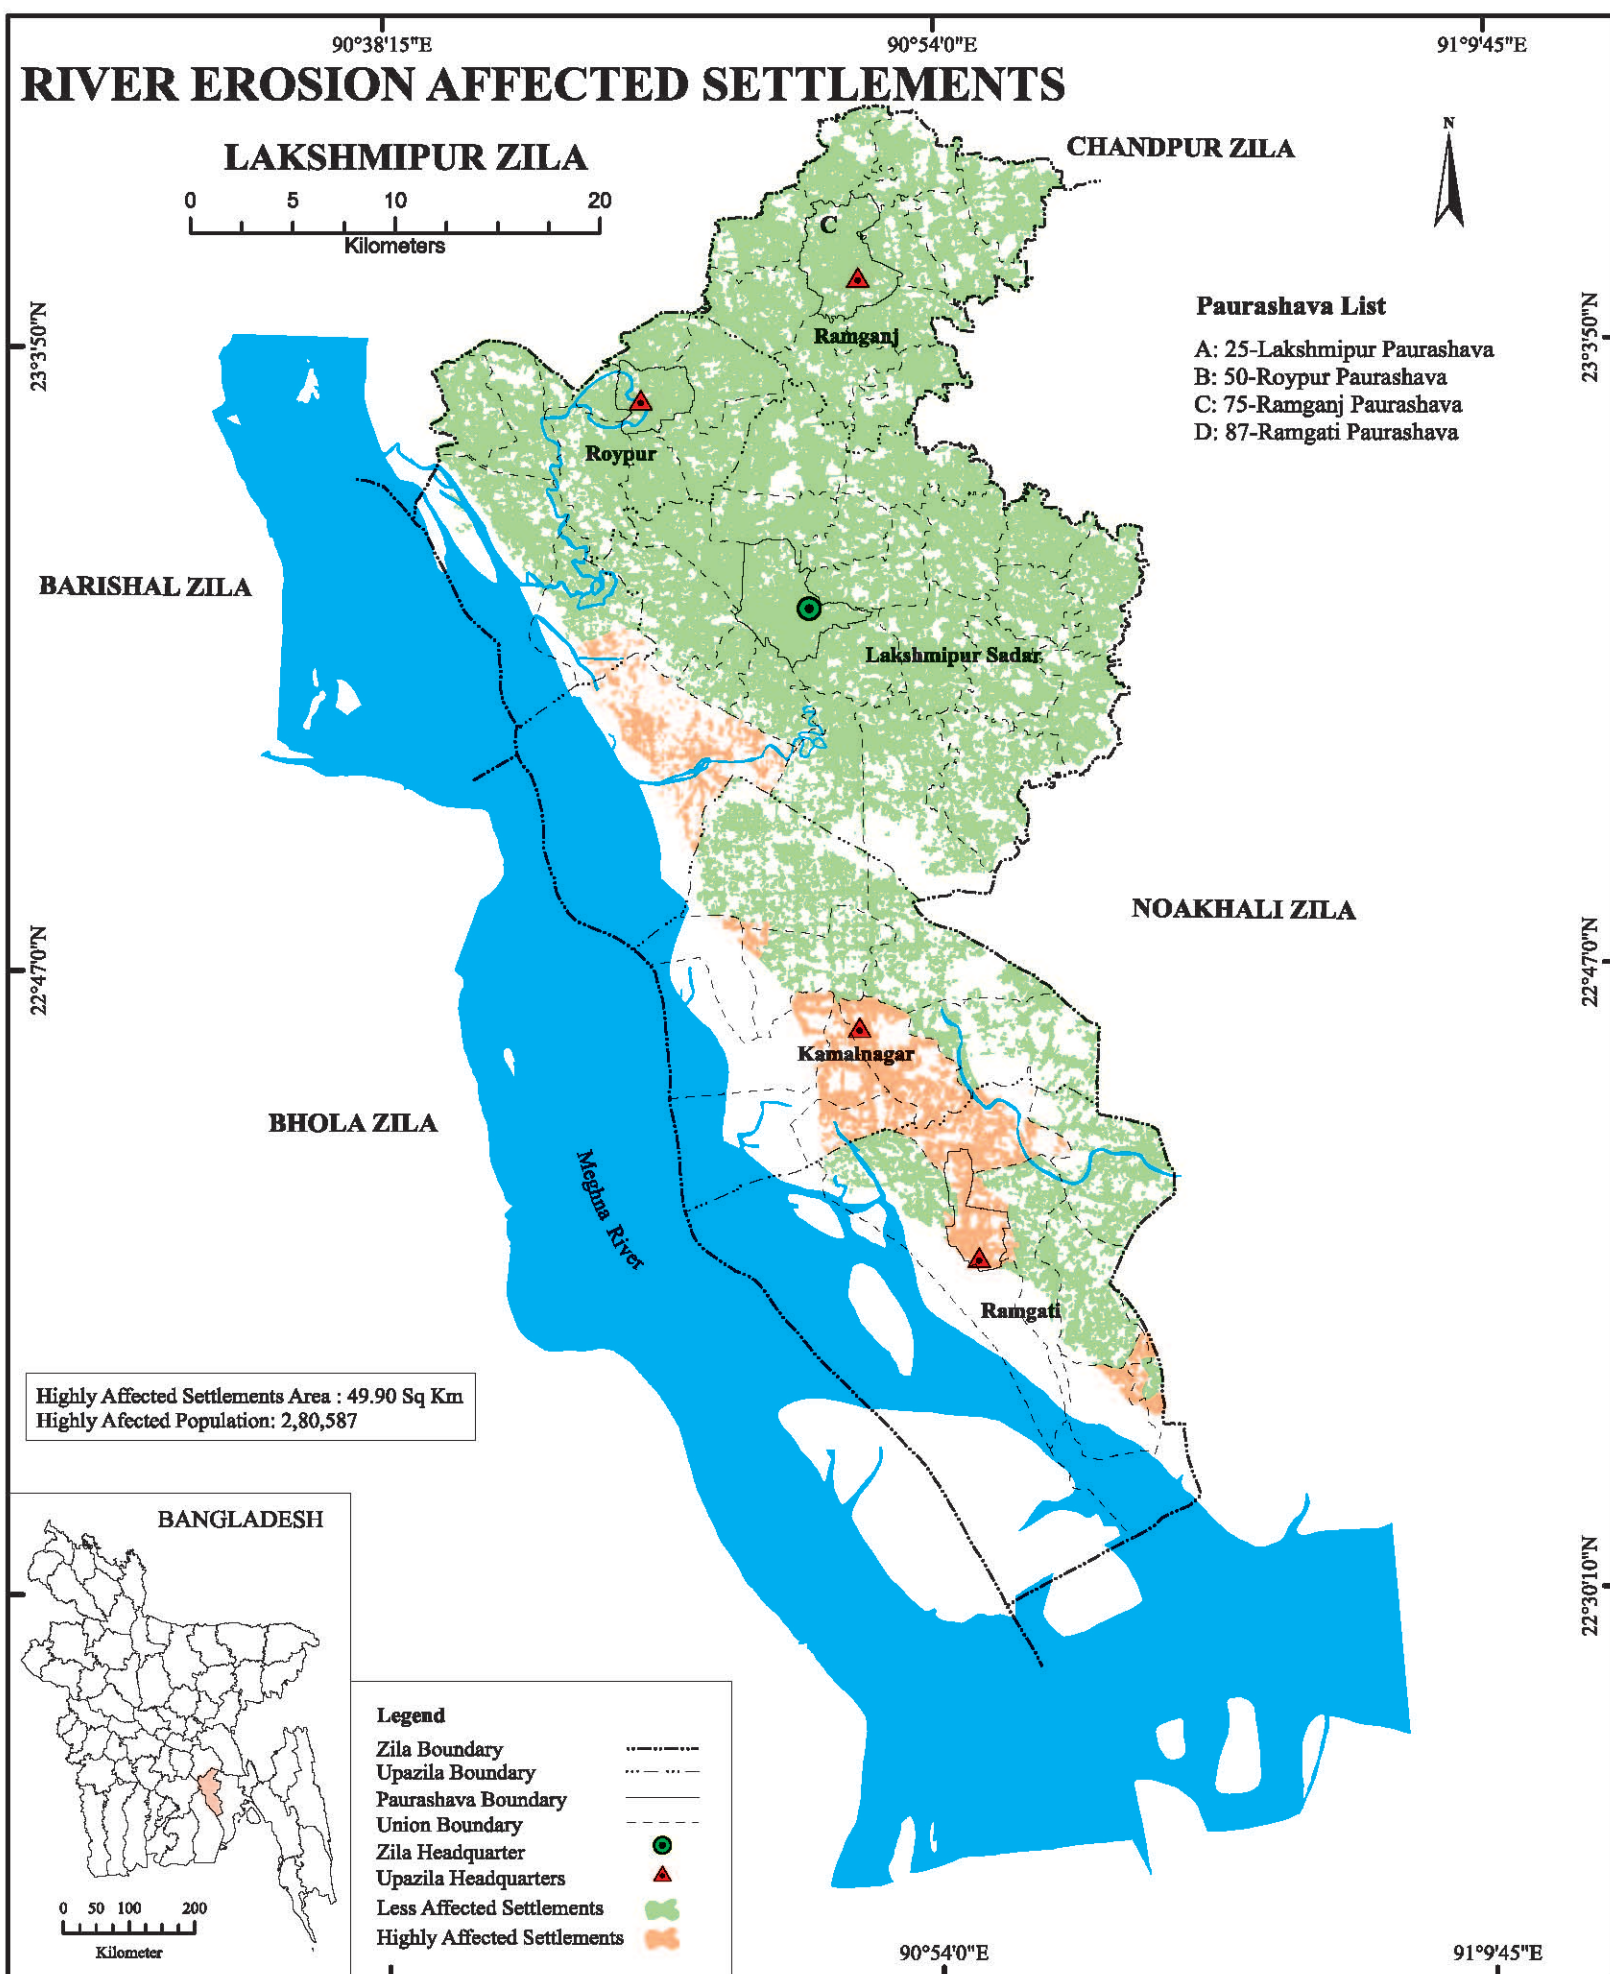 90°38'15"E
90°54'0"E
91°9'45"E
RIVER EROSION AFFECTED SETTLEMENTS
LAKSHMIPUR ZILA
0 5 10 20
Kilometers
CHANDPUR ZILA
N
C
Ramganj
23°3'50"N
23°3'50"N
Paurashava List
A: 25-Lakshmipur Paurashava
B: 50-Roypur Paurashava
C: 75-Ramganj Paurashava
D: 87-Ramgati Paurashava
Roypur
BARISHAL ZILA
Lakshmipur Sadar
NOAKHALI ZILA
22°47'0"N
22°47'0"N
Kamalnagar
BHOLA ZILA
Meghna River
Ramgati
Highly Affected Settlements Area : 49.90 Sq Km
Highly Afected Population: 2,80,587
22°30'10"N
BANGLADESH
0 50 100 200
Kilometer
Legend
Zila Boundary
Upazila Boundary
Paurashava Boundary
Union Boundary
Zila Headquarter
Upazila Headquarters
Less Affected Settlements
Highly Affected Settlements
90°54'0"E
91°9'45"E